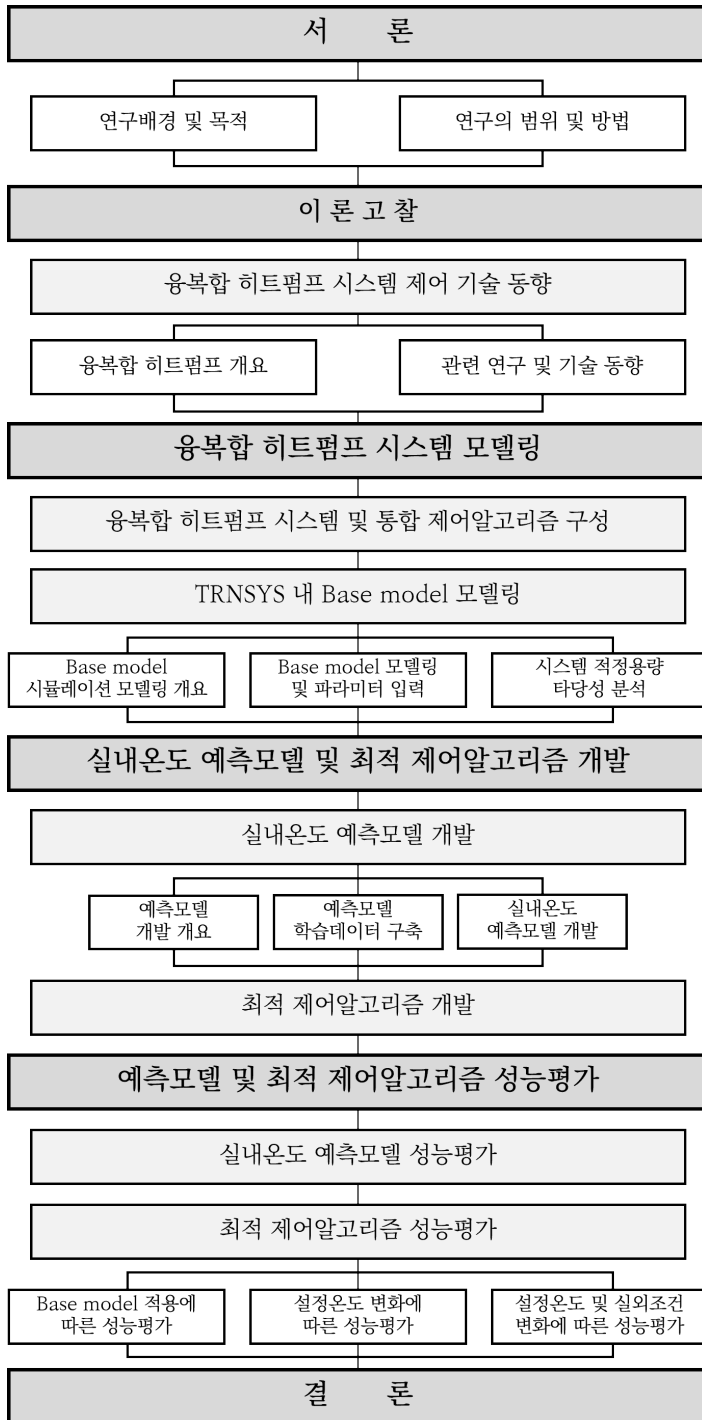 서 론
연구배경 및 목적
연구의 범위 및 방법
이 론 고 찰
융복합 히트펌프 시스템 제어 기술 동향
융복합 히트펌프 개요
관련 연구 및 기술 동향
융복합 히트펌프 시스템 모델링
융복합 히트펌프 시스템 및 통합 제어알고리즘 구성
TRNSYS 내 Base model 모델링
Base model
시뮬레이션 모델링 개요
Base model 모델링
및 파라미터 입력
시스템 적정용량
타당성 분석
실내온도 예측모델 및 최적 제어알고리즘 개발
실내온도 예측모델 개발
예측모델
개발 개요
예측모델
학습데이터 구축
실내온도
예측모델 개발
최적 제어알고리즘 개발
예측모델 및 최적 제어알고리즘 성능평가
실내온도 예측모델 성능평가
최적 제어알고리즘 성능평가
Base model 적용에
따른 성능평가
설정온도 변화에
따른 성능평가
설정온도 및 실외조건
변화에 따른 성능평가
결 론